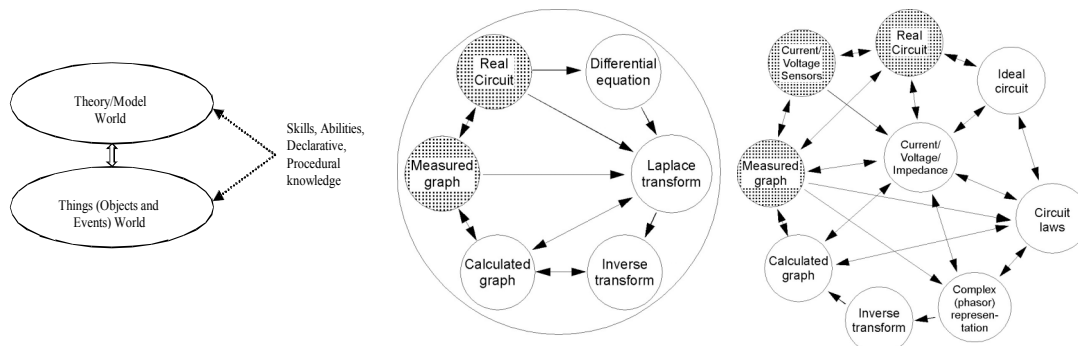 Theory/Model
World
Things (Objects and
Events) World
Skills, Abilities,
Declarative,
Procedural
knowledge
Real
Circuit
Differential
equation
Measured
graph
Laplace
transform
Calculated
graph
Inverse
transform
Current/
Voltage
Sensors
Real
Circuit
Ideal
circuit
Measured
graph
Current/
Voltage/
Impedance
Circuit
laws
Calculated
graph
Inverse
transform
Complex
(phasor)
represen-
tation